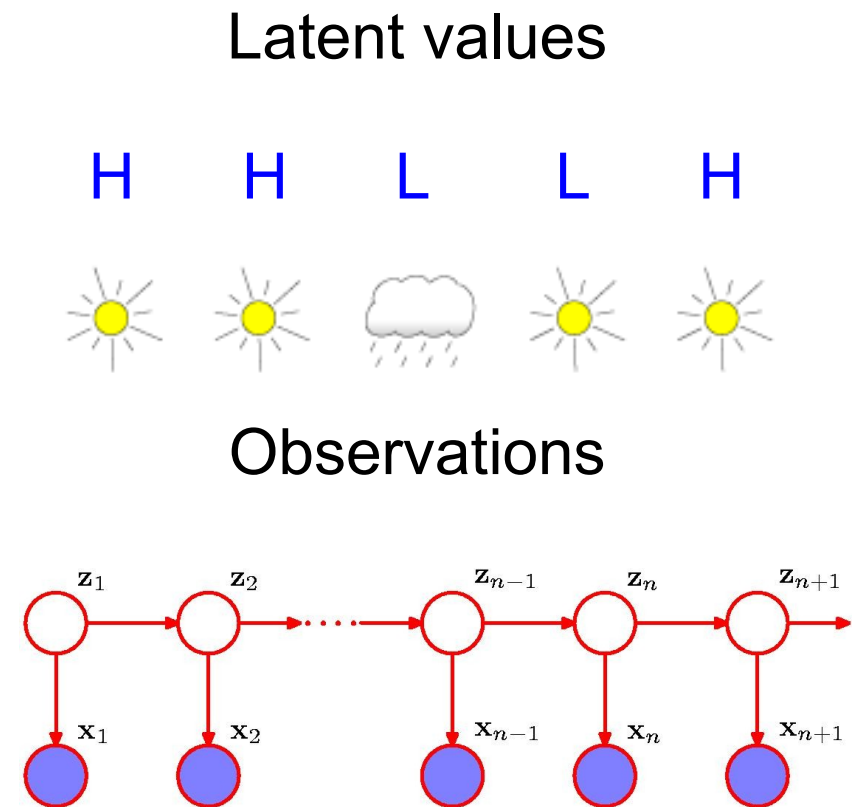 Latent values
H H L L H
Observations
z₁ z₂ zₙ₋₁ zₙ zₙ₊₁
x₁ x₂ xₙ₋₁ xₙ xₙ₊₁